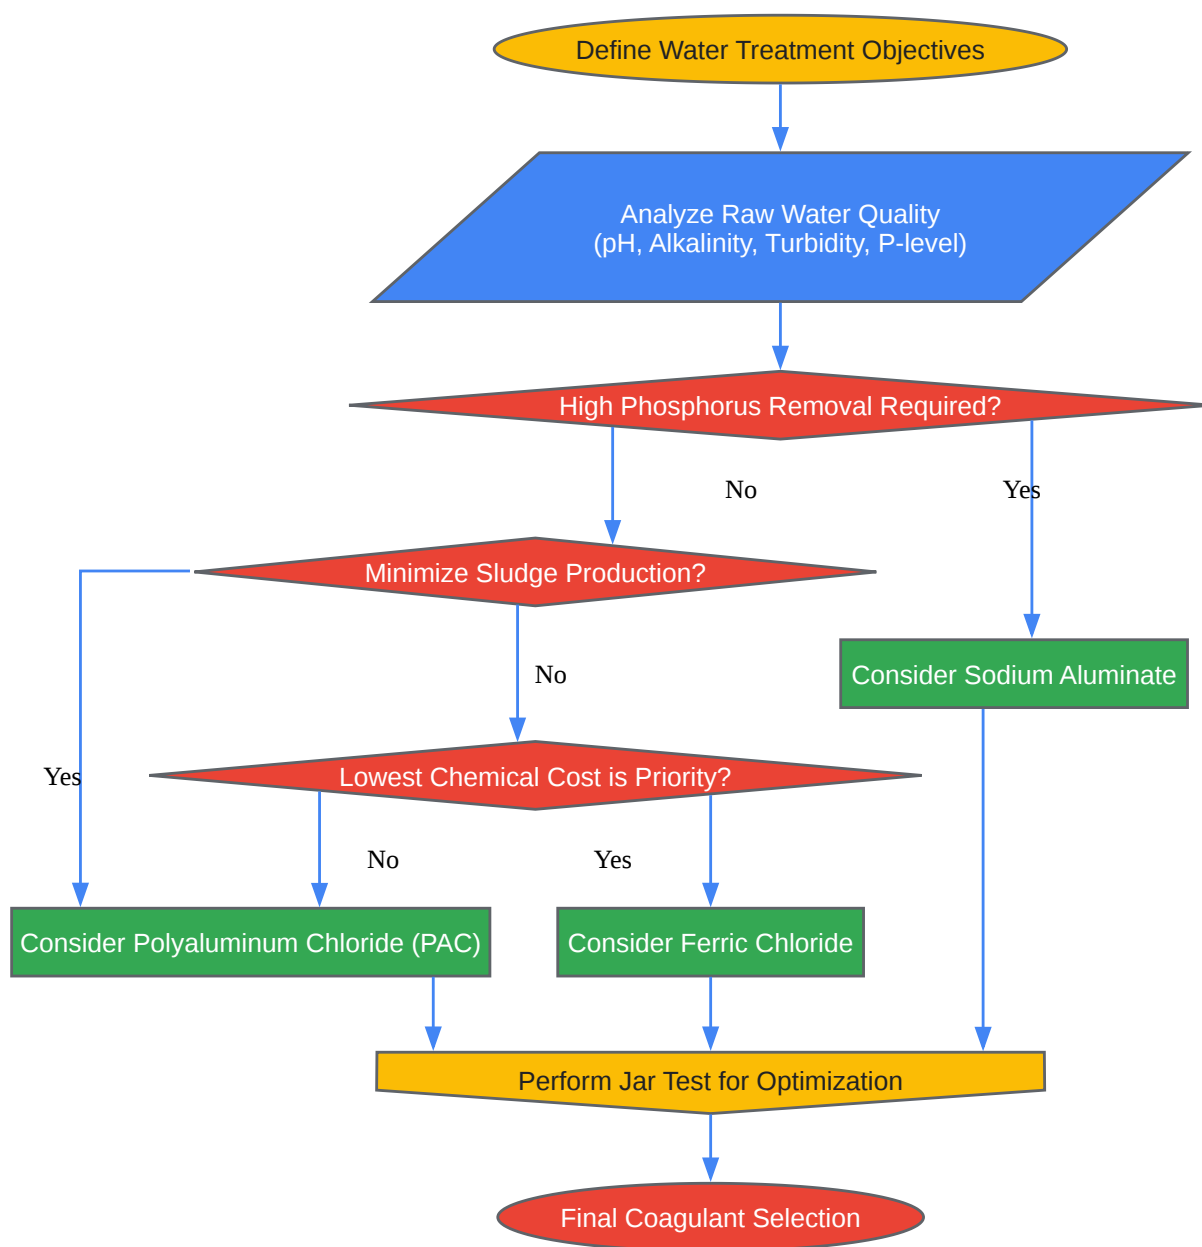 Define Water Treatment Objectives
Analyze Raw Water Quality
(pH, Alkalinity, Turbidity, P-level)
High Phosphorus Removal Required?
No
Yes
Minimize Sludge Production?
No
Consider Sodium Aluminate
Yes
Lowest Chemical Cost is Priority?
No
Yes
Consider Polyaluminum Chloride (PAC)
Consider Ferric Chloride
Perform Jar Test for Optimization
Final Coagulant Selection